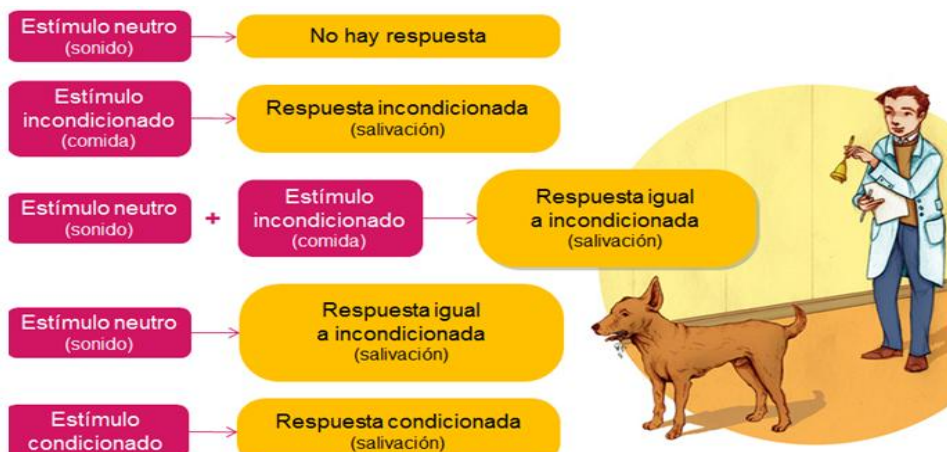 Estímulo neutro
(sonido)
No hay respuesta
Estímulo
incondicionado
(comida)
Respuesta incondicionada
(salivación)
Estímulo neutro
(sonido)
+
Estímulo
incondicionado
(comida)
Respuesta igual
a incondicionada
(salivación)
Estímulo neutro
(sonido)
Respuesta igual
a incondicionada
(salivación)
Estímulo
condicionado
Respuesta condicionada
(salivación)